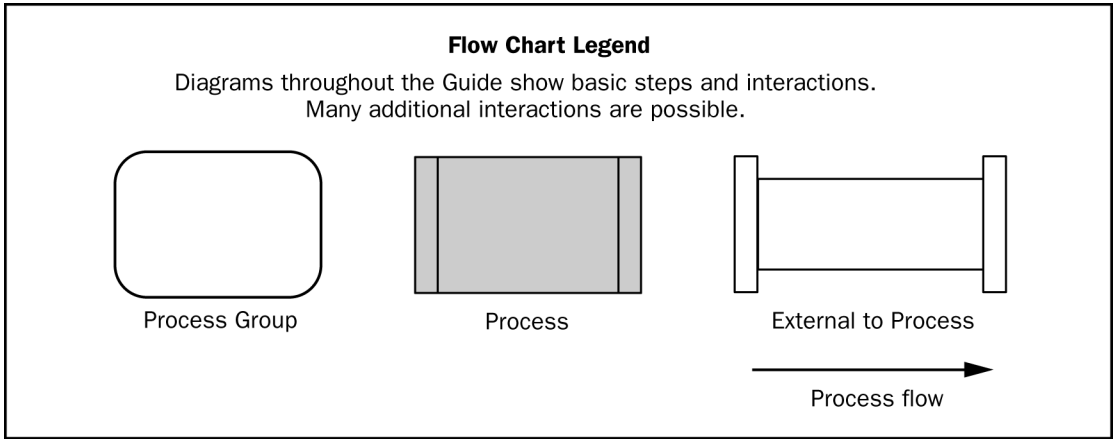 Flow Chart Legend
Diagrams throughout the Guide show basic steps and interactions.
Many additional interactions are possible.
Process Group
Process
External to Process
Process flow